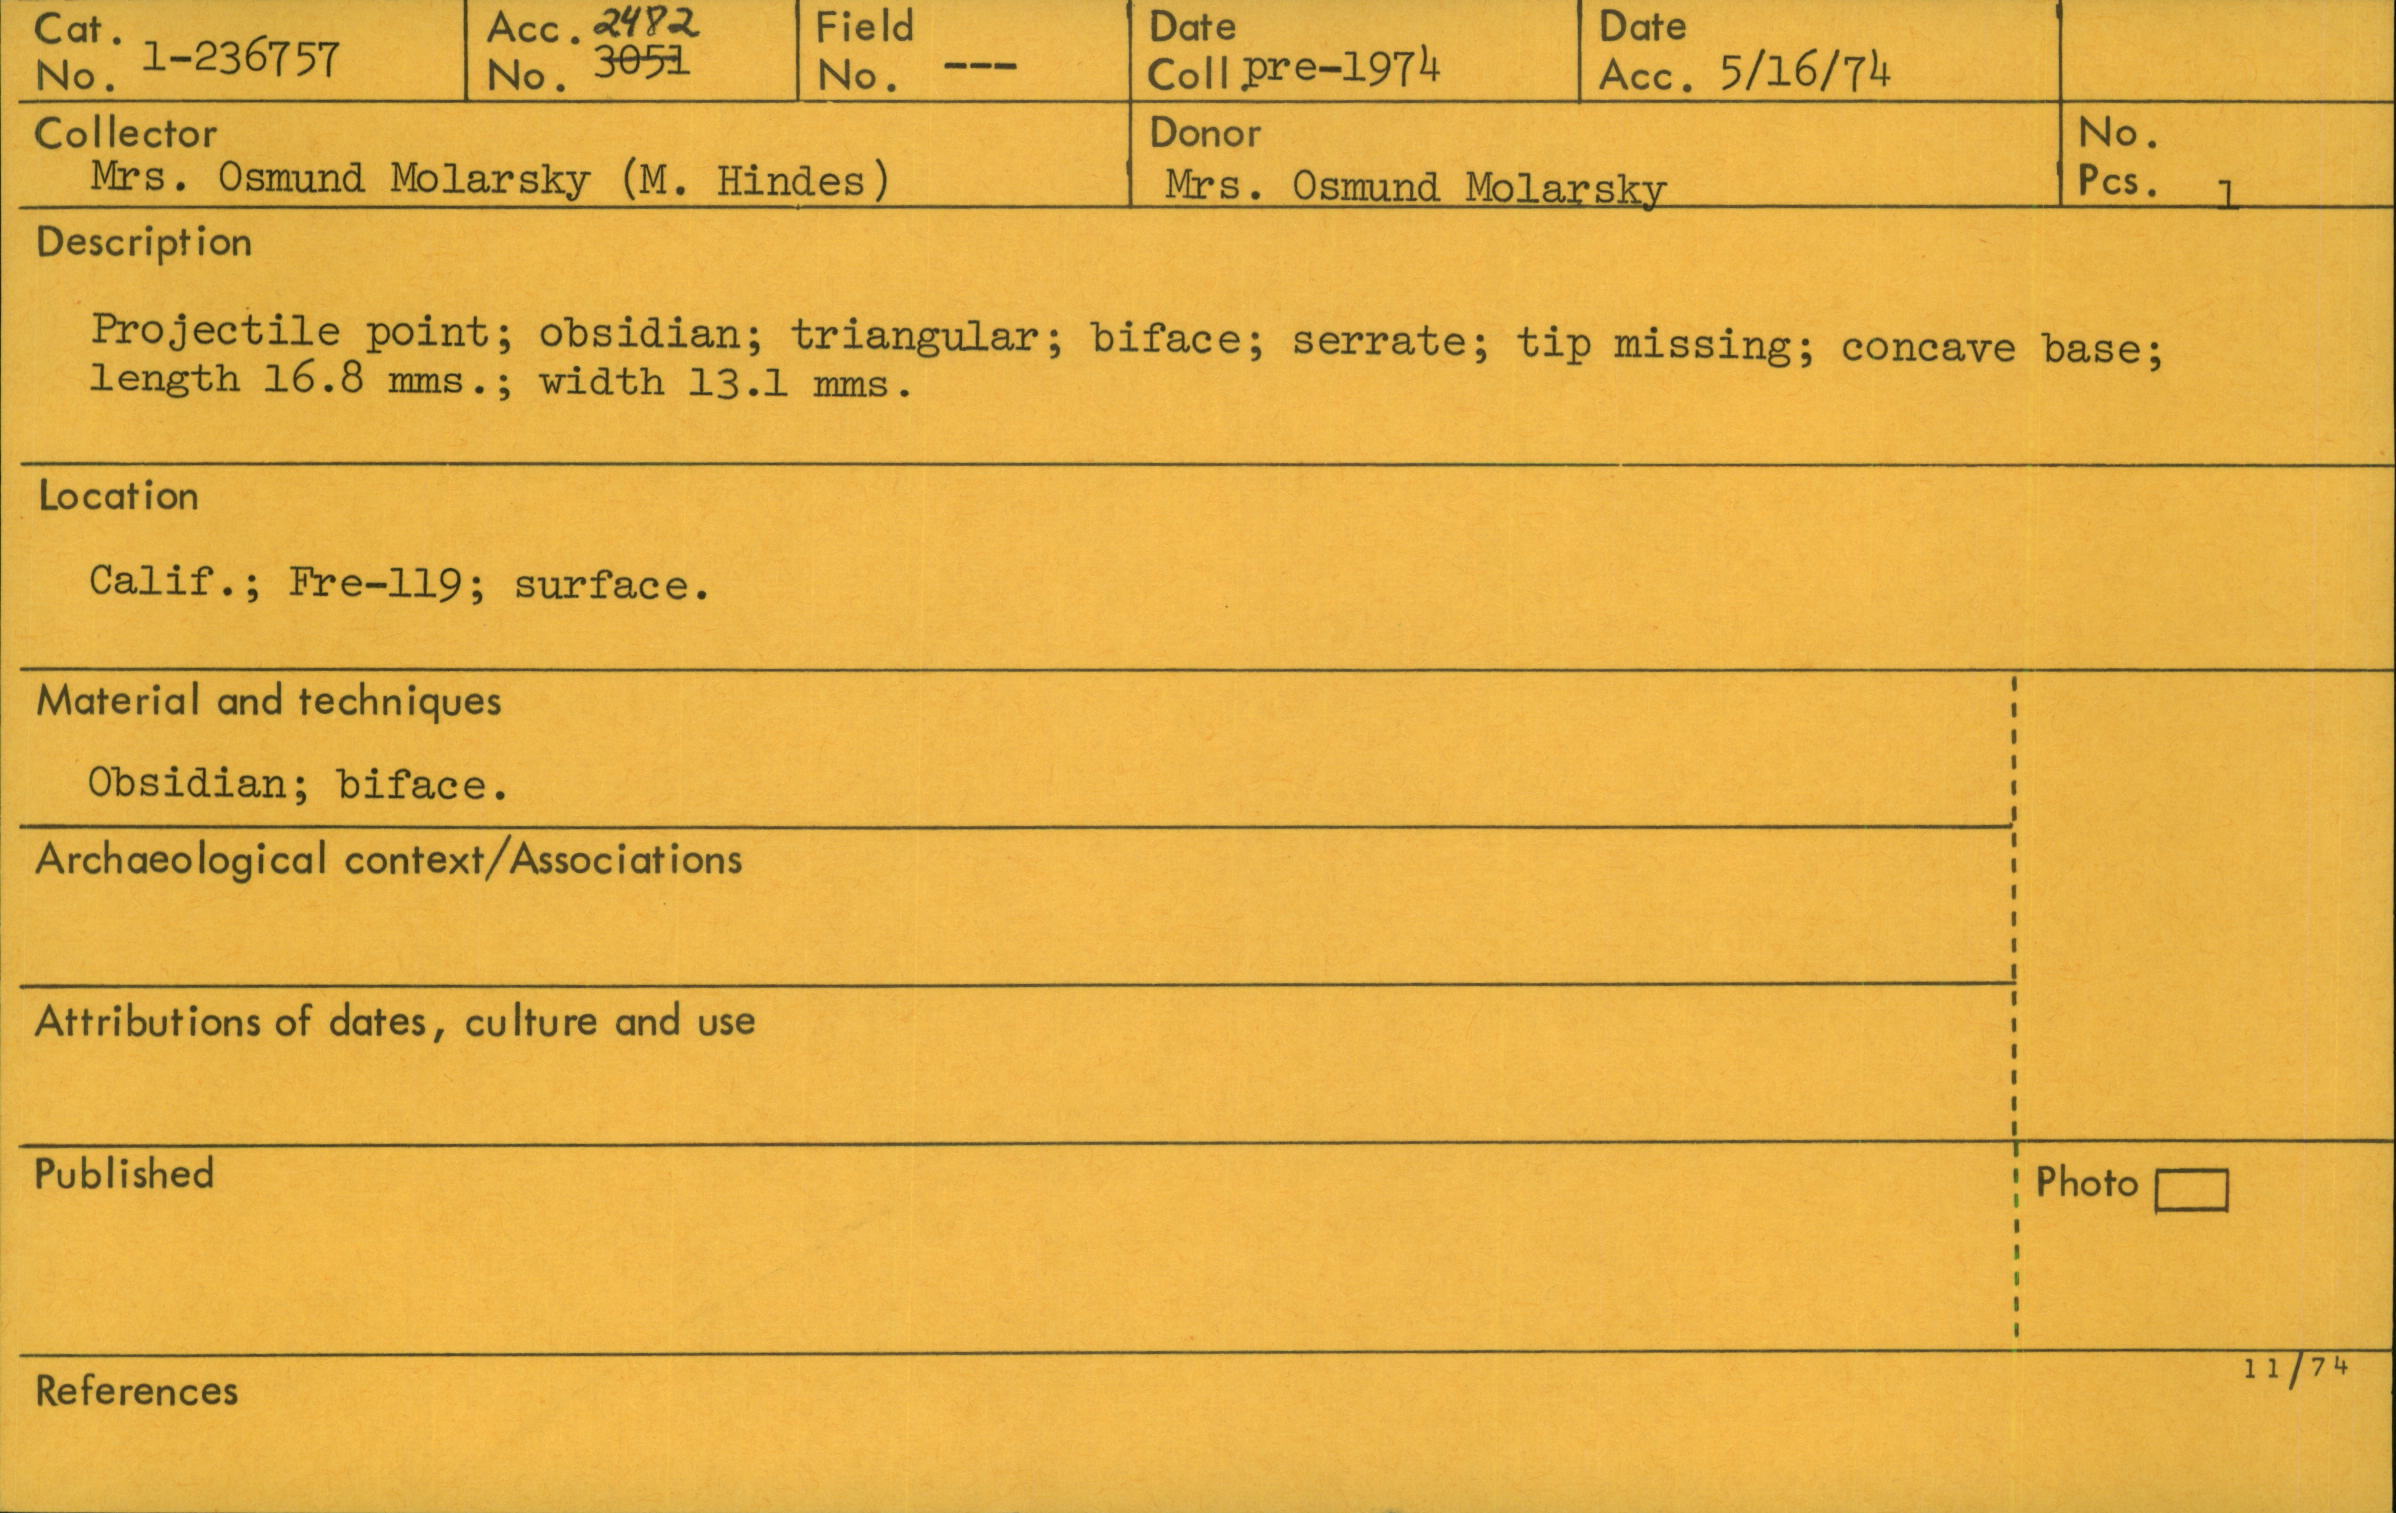 Cat. No. 1-236757
Acc. No. 2482 3051
Field No. ---
Date Coll. pre-1974
Date Acc. 5/16/74
Collector
Mrs. Osmund Molarsky (M. Hindes)
Donor
Mrs. Osmund Molarsky
No. Pcs. 1
Description
Projectile point; obsidian; triangular; biface; serrate; tip missing; concave base;
length 16.8 mms.; width 13.1 mms.
Location
Calif.; Fre-119; surface.
Material and techniques
Obsidian; biface.
Archaeological context/Associations
Attributions of dates, culture and use
Published
Photo
11/74
References